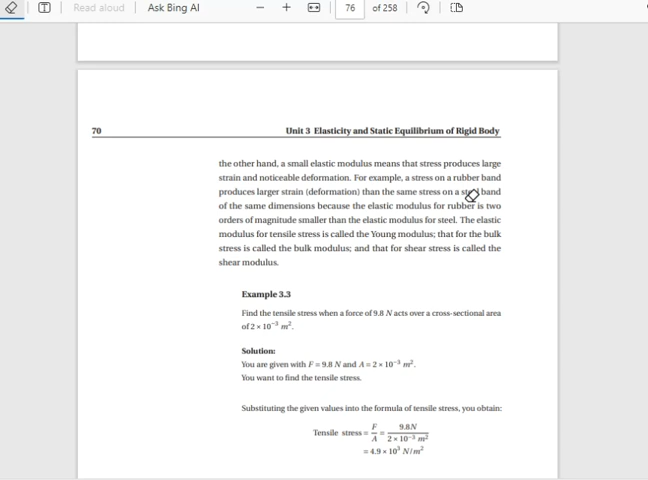 Read aloud Ask Bing AI 76 of 258
70 Unit 3 Elasticity and Static Equilibrium of Rigid Body
the other hand, a small elastic modulus means that stress produces large
strain and noticeable deformation. For example, a stress on a rubber band
produces larger strain (deformation) than the same stress on a band
of the same dimensions because the elastic modulus for rubber is two
orders of magnitude smaller than the elastic modulus for steel. The elastic
modulus for tensile stress is called the Young modulus; that for the bulk
stress is called the bulk modulus; and that for shear stress is called the
shear modulus.
Example 3.3
Find the tensile stress when a force of 9.8 N acts over a cross-sectional area
of 2 × 10⁻³ m².
Solution:
You are given with F = 9.8 N and A = 2 × 10⁻³ m².
You want to find the tensile stress.
Substituting the given values into the formula of tensile stress, you obtain:
Tensile stress = F/A = 9.8N/2 × 10⁻³ m²
= 4.9 × 10³ N/m²